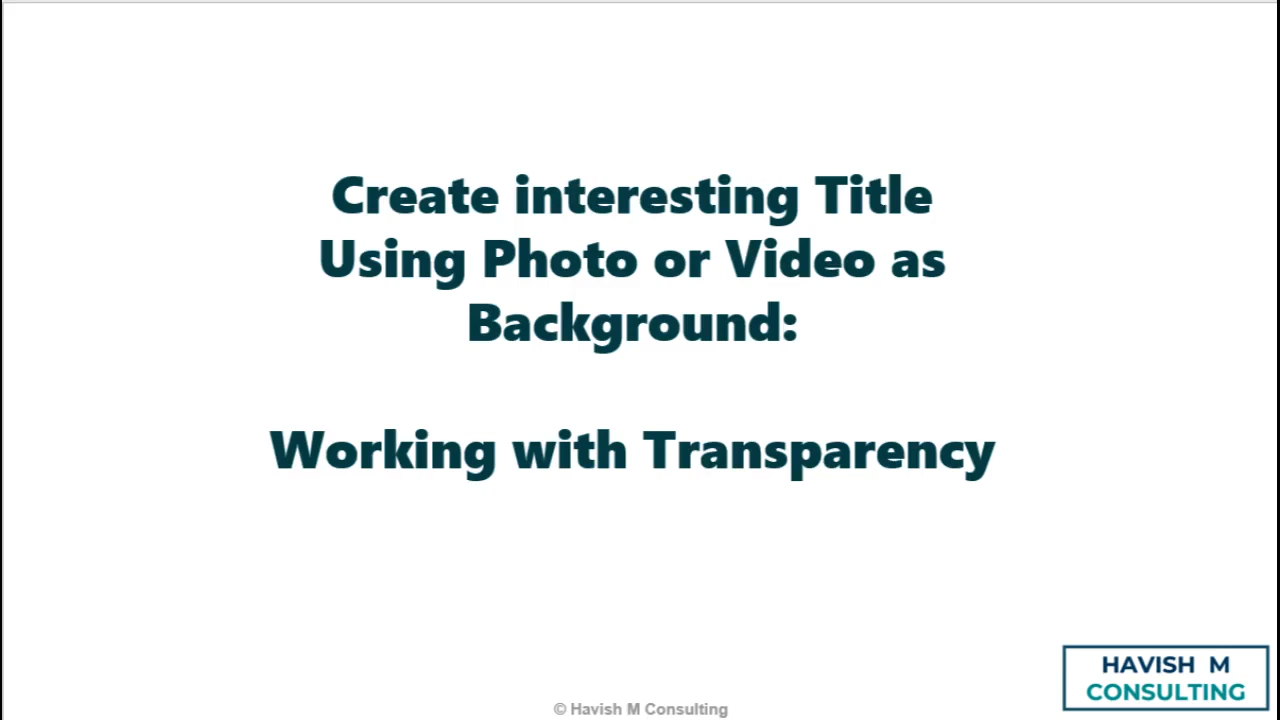 Create interesting Title
Using Photo or Video as
Background:
Working with Transparency
HAVISH M
CONSULTING
© Havish M Consulting